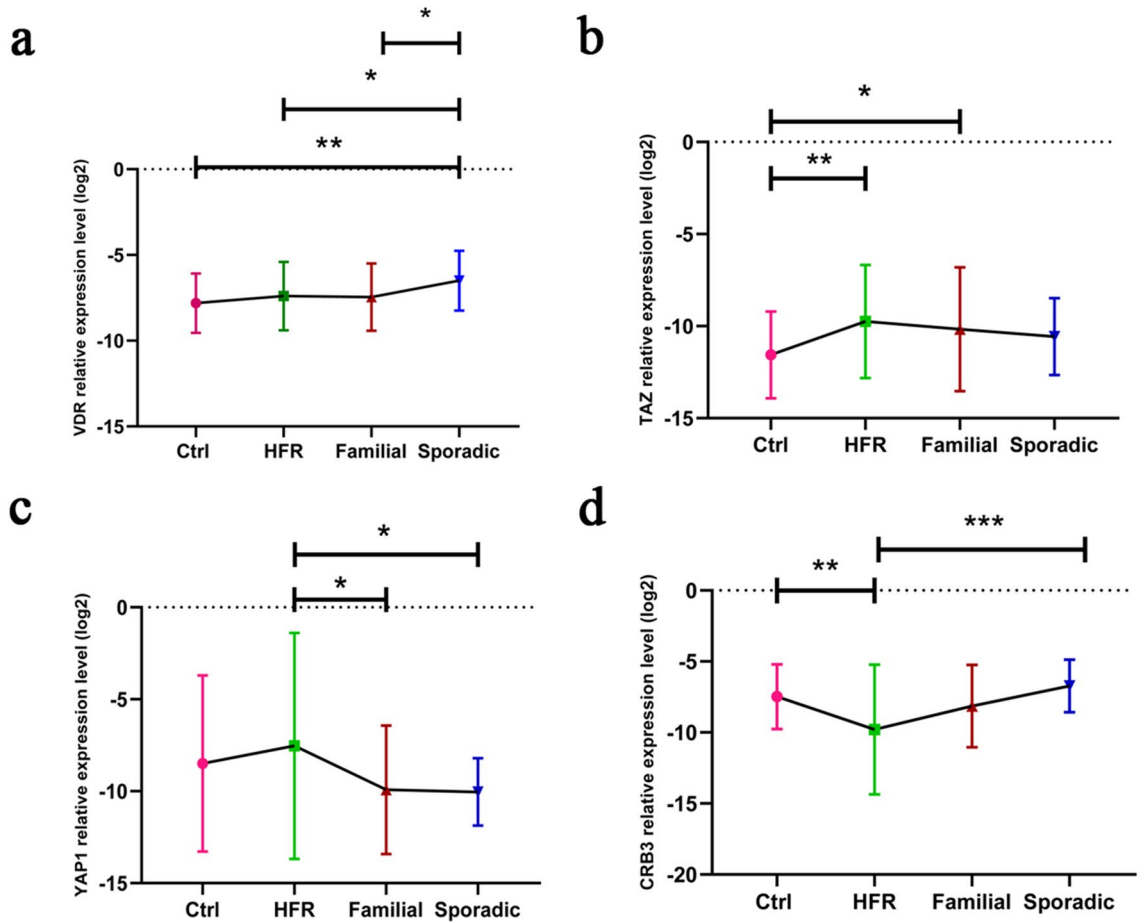 a
*
*
**
VDR relative expression level (log2)
0
-5
-10
-15
Ctrl HFR Familial Sporadic
b
*
**
TAZ relative expression level (log2)
0
-5
-10
-15
Ctrl HFR Familial Sporadic
c
*
*
YAP1 relative expression level (log2)
0
-5
-10
-15
Ctrl HFR Familial Sporadic
d
***
**
CRB3 relative expression level (log2)
0
-5
-10
-15
-20
Ctrl HFR Familial Sporadic